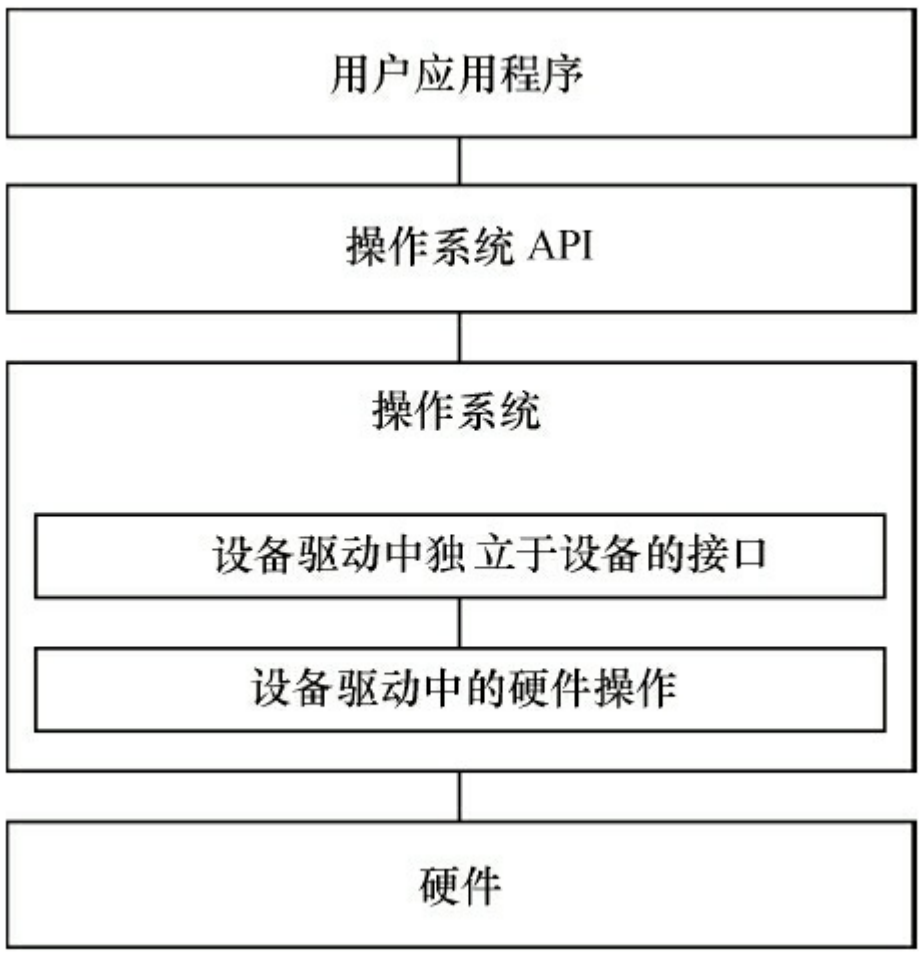 用户应用程序
操作系统 API
操作系统
设备驱动中独立于设备的接口
设备驱动中的硬件操作
硬件